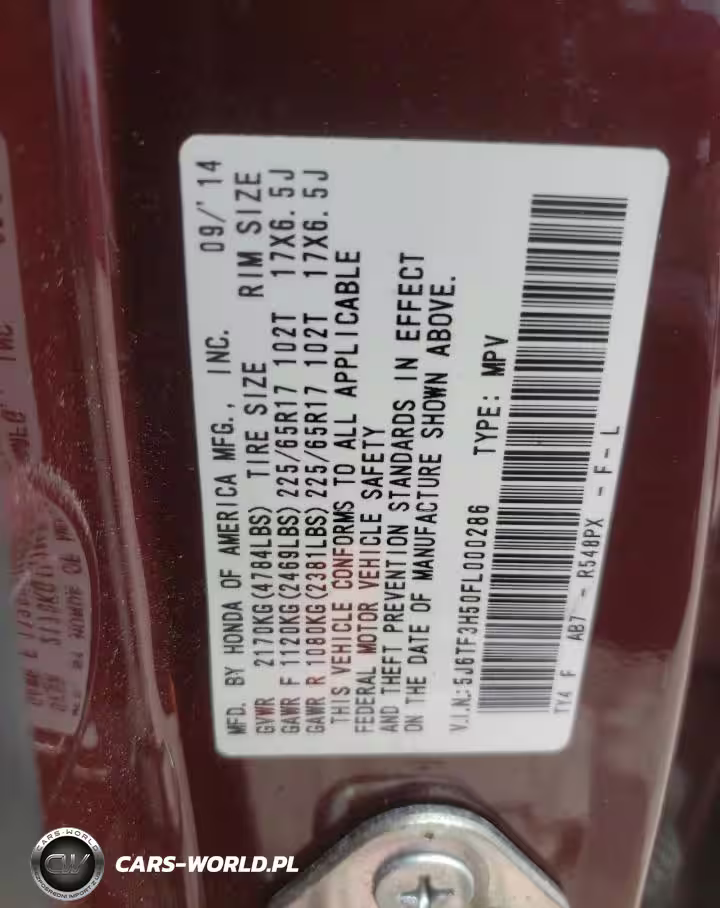 MFD. BY HONDA OF AMERICA MFG., INC. 09/'14
GVWR 2170KG(4784LBS) TIRE SIZE RIM SIZE
GAWR F 1120KG(2469LBS) 225/65R17 102T 17X6.5J
GAWR R 1080KG(2381LBS) 225/65R17 102T 17X6.5J
THIS VEHICLE CONFORMS TO ALL APPLICABLE
FEDERAL MOTOR VEHICLE SAFETY
AND THEFT PREVENTION STANDARDS IN EFFECT
ON THE DATE OF MANUFACTURE SHOWN ABOVE.
V.I.N.: 5J6TF3H50FL000286 TYPE: MPV
TY4 F AB7 - R548PX - F - L
CARS-WORLD
CW
CARS-WORLD.PL